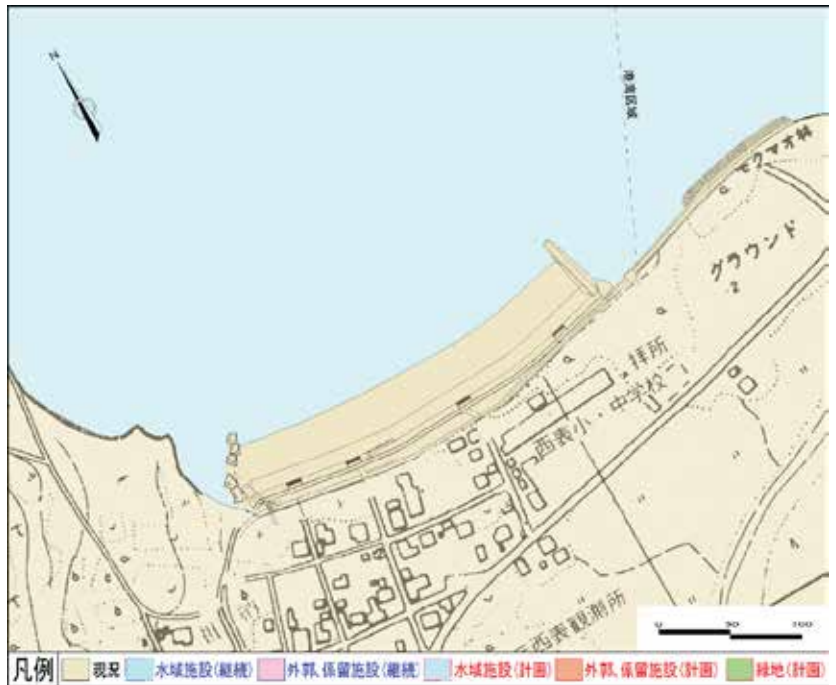 N
港湾区域
モクマオ林
グラウンド
2
拝所
西表小・中学校
西表観測所
0 50 100
凡例 現況 水域施設(継続) 外郭、係留施設(継続) 水域施設(計画) 外郭、係留施設(計画) 緑地(計画)